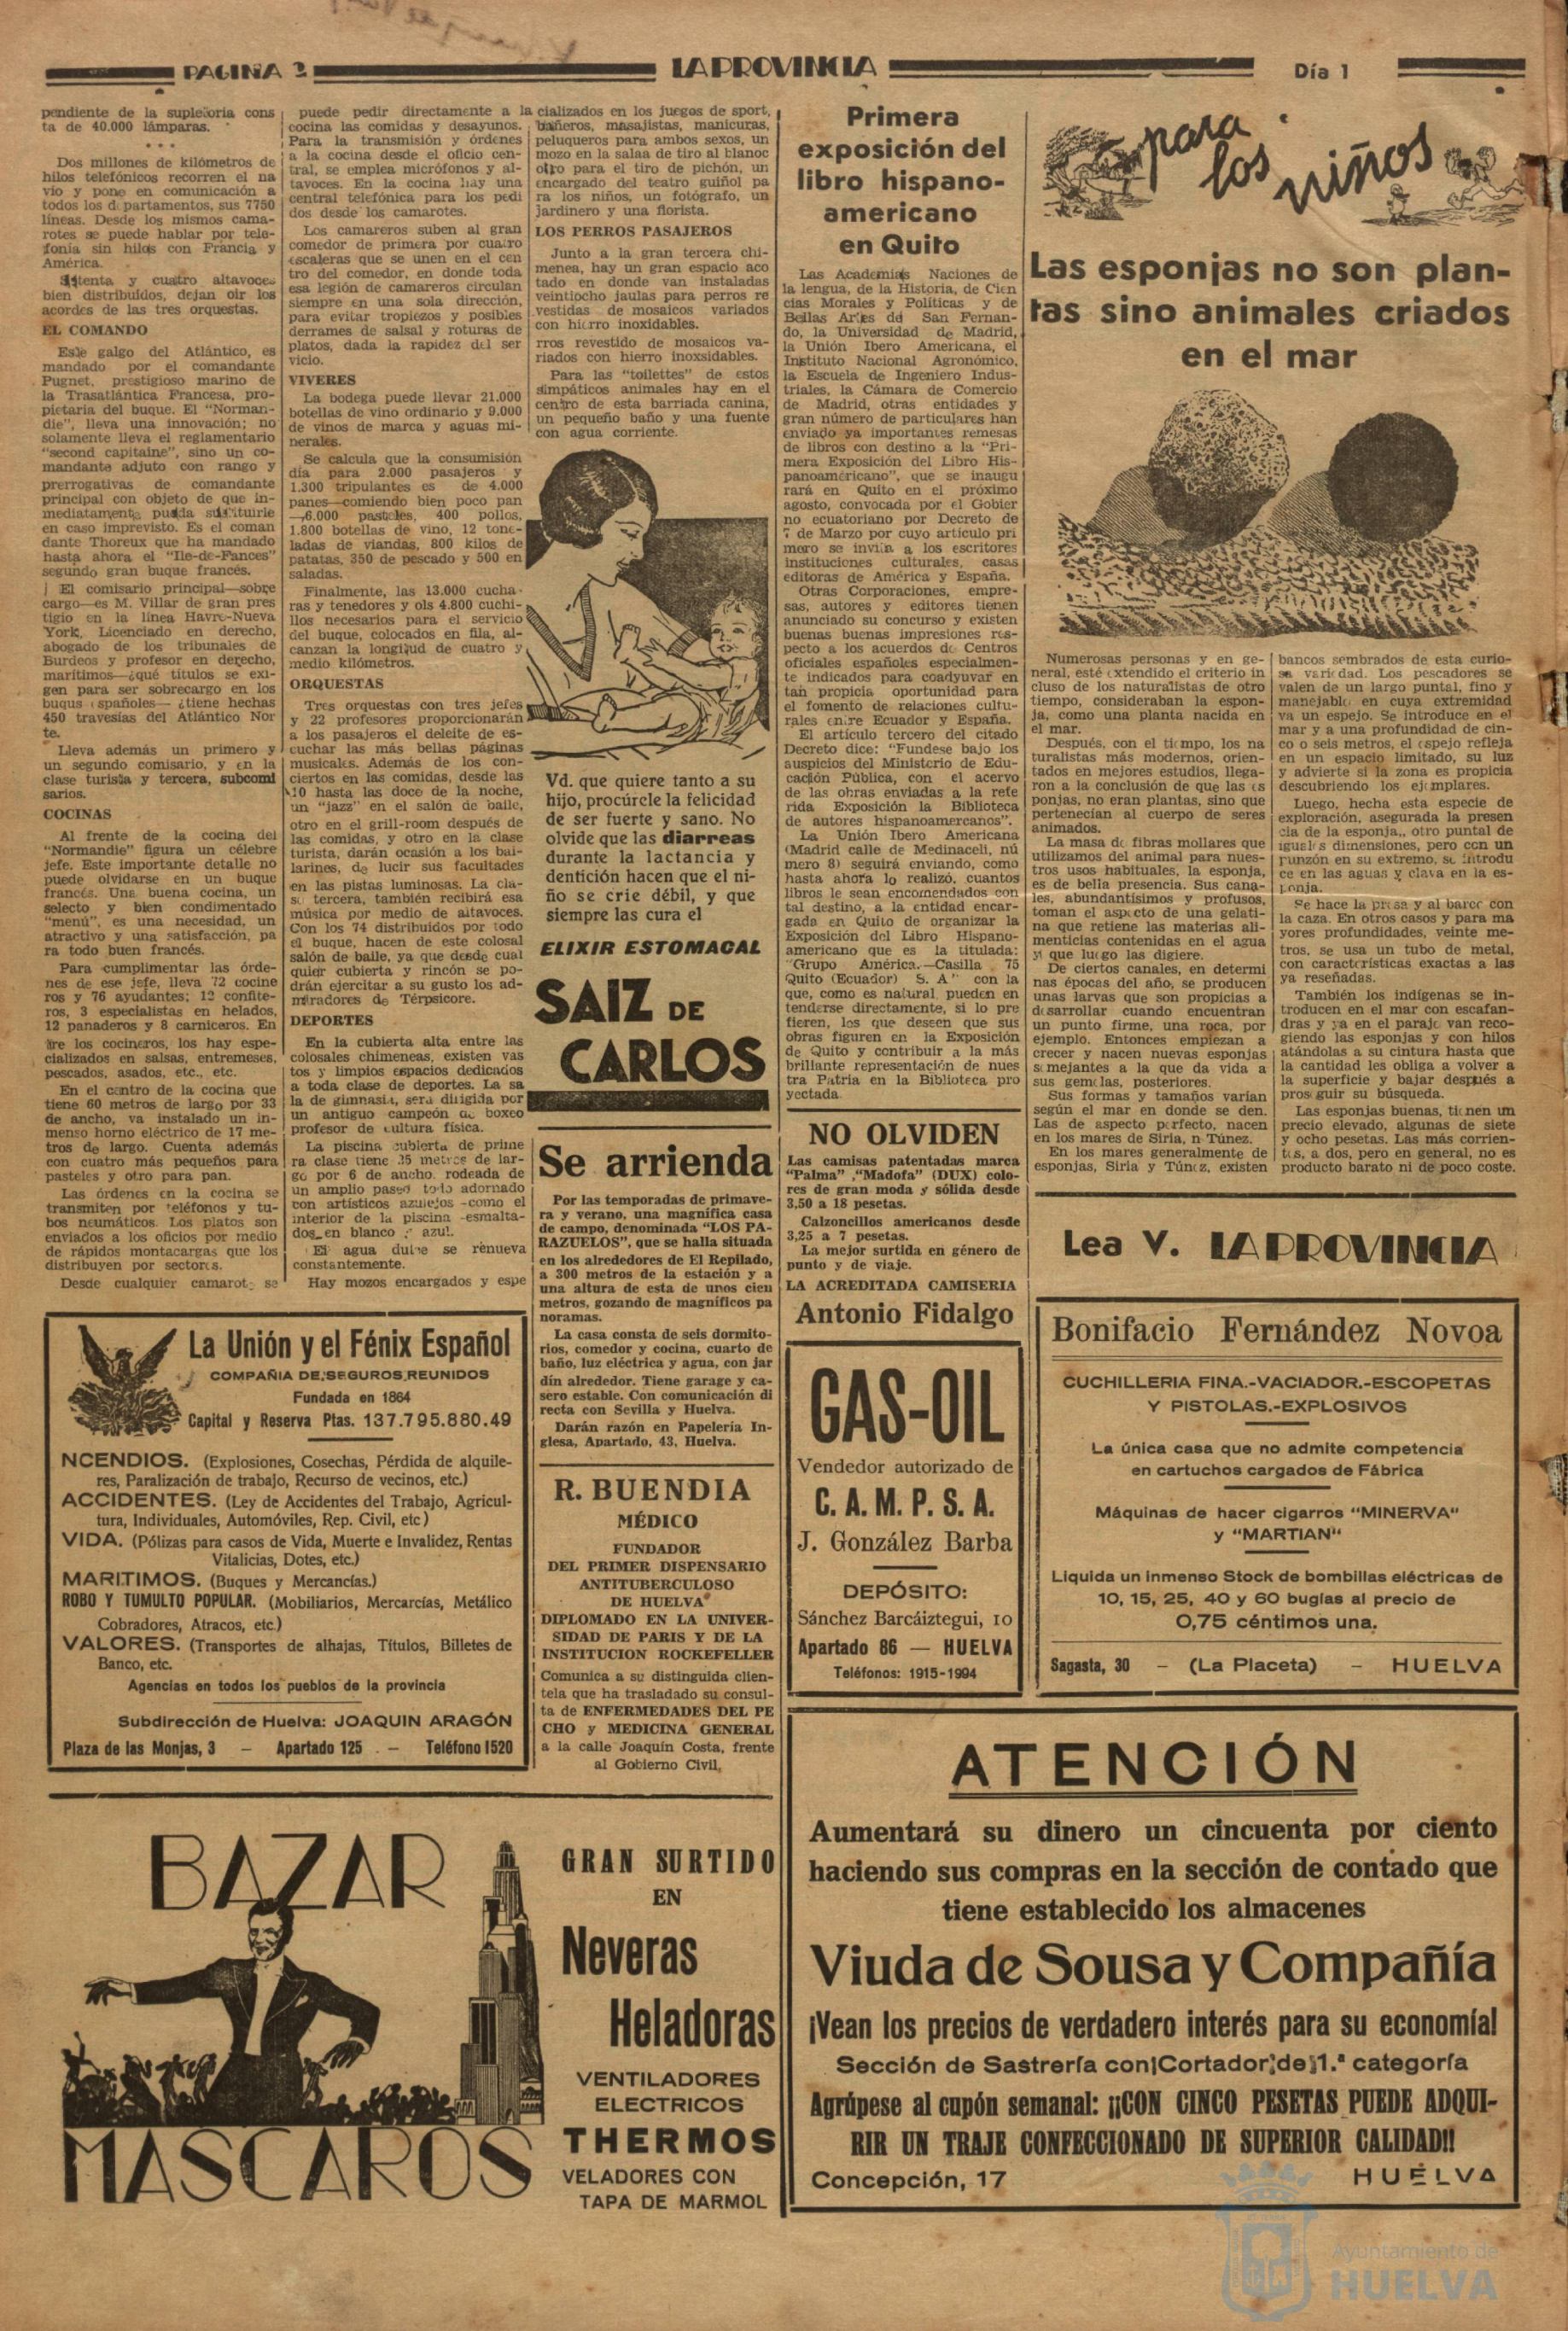 PAGINA 2
LA PROVINCIA
Día 1
pendiente de la supletoria cons
ta de 40.000 lámparas.
* * *
Dos millones de kilómetros de
hilos telefónicos recorren el na
vio y pone en comunicación a
todos los departamentos, sus 7750
líneas. Desde los mismos cama-
rotes se puede hablar por tele-
fonía sin hilos con Francia y
América.
Setenta y cuatro altavoces
bien distribuídos, dejan oir los
acordes de las tres orquestas.
EL COMANDO
Este galgo del Atlántico, es
mandado por el comandante
Pugnet, prestigioso marino de
la Trasatlántica Francesa, pro-
pietaria del buque. El "Norman-
die", lleva una innovación; no
solamente lleva el reglamentario
"second capitaine", sino un co-
mandante adjuto con rango y
prerrogativas de comandante
principal con objeto de que in-
mediatamente pueda sustituirle
en caso imprevisto. Es el coman
dante Thoreux que ha mandado
hasta ahora el "Ile-de-Fances"
segundo gran buque francés.
El comisario principal—sobre
cargo—es M. Villar de gran pres
tigio en la línea Havre-Nueva
York. Licenciado en derecho,
abogado de los tribunales de
Burdeos y profesor en derecho,
marítimos—¿qué títulos se exi-
gen para ser sobrecargo en los
buqus españoles— ¿tiene hechas
450 travesías del Atlántico Nor
te.
Lleva además un primero y
un segundo comisario, y en la
clase turista y tercera, subcomi
sarios.
COCINAS
Al frente de la cocina del
"Normandie" figura un célebre
jefe. Este importante detalle no
puede olvidarse en un buque
francés. Una buena cocina, un
selecto y bien condimentado
"menú", es una necesidad, un
atractivo y una satisfacción, pa
ra todo buen francés.
Para cumplimentar las órde-
nes de ese jefe, lleva 72 cocine
ros y 76 ayudantes; 12 confite-
ros, 3 especialistas en helados,
12 panaderos y 8 carniceros. En
tre los cocineros, los hay espe-
cializados en salsas, entremeses,
pescados, asados, etc., etc.
En el centro de la cocina que
tiene 60 metros de largo por 33
de ancho, va instalado un in-
menso horno eléctrico de 17 me-
tros de largo. Cuenta además
con cuatro más pequeños para
pasteles y otro para pan.
Las órdenes en la cocina se
transmiten por teléfonos y tu-
bos neumáticos. Los platos son
enviados a los oficios por medio
de rápidos montacargas que los
distribuyen por sectores.
Desde cualquier camarote se
puede pedir directamente a la
cocina las comidas y desayunos.
Para la transmisión y órdenes
a la cocina desde el oficio cen-
tral, se emplea micrófonos y al-
tavoces. En la cocina hay una
central telefónica para los pedi
dos desde los camarotes.
Los camareros suben al gran
comedor de primera por cuatro
escaleras que se unen en el cen
tro del comedor, en donde toda
esa legión de camareros circulan
siempre en una sola dirección,
para evitar tropiezos y posibles
derrames de salsal y roturas de
platos, dada la rapidez del ser
vicio.
VIVERES
La bodega puede llevar 21.000
botellas de vino ordinario y 9.000
de vinos de marca y aguas mi-
nerales.
Se calcula que la consumisión
día para 2.000 pasajeros y
1.300 tripulantes es de 4.000
panes—comiendo bien poco pan
—6.000 pasteles, 400 pollos,
1.800 botellas de vino, 12 tone-
ladas de viandas, 800 kilos de
patatas, 350 de pescado y 500 en
saladas.
Finalmente, las 13.000 cucha-
ras y tenedores y ols 4.800 cuchi-
llos necesarios para el servicio
del buque, colocados en fila, al-
canzan la longitud de cuatro y
medio kilómetros.
ORQUESTAS
Tres orquestas con tres jefes
y 22 profesores proporcionarán
a los pasajeros el deleite de es-
cuchar las más bellas páginas
musicales. Además de los con-
ciertos en las comidas, desde las
10 hasta las doce de la noche,
un "jazz" en el salón de baile,
otro en el grill-room después de
las comidas, y otro en la clase
turista, darán ocasión a los bai-
larines, de lucir sus facultades
en las pistas luminosas. La cla-
se tercera, también recibirá esa
música por medio de altavoces.
Con los 74 distribuidos por todo
el buque, hacen de este colosal
salón de baile, ya que desde cual
quier cubierta y rincón se po-
drán ejercitar a su gusto los ad-
miradores de Térpsicore.
DEPORTES
En la cubierta alta entre las
colosales chimeneas, existen vas
tos y limpios espacios dedicados
a toda clase de deportes. La sa
la de gimnasia, sera dirigida por
un antiguo campeón de boxeo
profesor de cultura física.
La piscina cubierta de prime
ra clase tiene 25 metros de lar-
go por 6 de ancho, rodeada de
un amplio paseo todo adornado
con artísticos azulejos -como el
interior de la piscina -esmalta-
dos en blanco y azul.
El agua dulce se renueva
constantemente.
Hay mozos encargados y espe
cializados en los juegos de sport,
bañeros, masajistas, manicuras,
peluqueros para ambos sexos, un
mozo en la salaa de tiro al blanoc
otro para el tiro de pichón, un
encargado del teatro guiñol pa
ra los niños, un fotógrafo, un
jardinero y una florista.
LOS PERROS PASAJEROS
Junto a la gran tercera chi-
menea, hay un gran espacio aco
tado en donde van instaladas
veintiocho jaulas para perros re
vestidas de mosaicos variados
con hierro inoxidables.
rros revestido de mosaicos va-
riados con hierro inoxsidables.
Para las "toilettes" de estos
simpáticos animales hay en el
centro de esta barriada canina,
un pequeño baño y una fuente
con agua corriente.
Vd. que quiere tanto a su
hijo, procúrele la felicidad
de ser fuerte y sano. No
olvide que las diarreas
durante la lactancia y
dentición hacen que el ni-
ño se crie débil, y que
siempre las cura el
ELIXIR ESTOMACAL
SAIZ DE
CARLOS
Se arrienda
Por las temporadas de primave-
ra y verano, una magnífica casa
de campo, denominada "LOS PA-
RAZUELOS", que se halla situada
en los alrededores de El Repilado,
a 300 metros de la estación y a
una altura de esta de unos cien
metros, gozando de magníficos pa
noramas.
La casa consta de seis dormito-
rios, comedor y cocina, cuarto de
baño, luz eléctrica y agua, con jar
dín alrededor. Tiene garage y ca-
sero estable. Con comunicación di
recta con Sevilla y Huelva.
Darán razón en Papelería In-
glesa, Apartado, 43, Huelva.
R. BUENDIA
MÉDICO
FUNDADOR
DEL PRIMER DISPENSARIO
ANTITUBERCULOSO
DE HUELVA
DIPLOMADO EN LA UNIVER-
SIDAD DE PARIS Y DE LA
INSTITUCION ROCKEFELLER
Comunica a su distinguida clien-
tela que ha trasladado su consul-
ta de ENFERMEDADES DEL PE
CHO y MEDICINA GENERAL
a la calle Joaquín Costa, frente
al Gobierno Civil.
Primera
exposición del
libro hispano-
americano
en Quito
Las Academias Naciones de
la lengua, de la Historia, de Cien
cias Morales y Políticas y de
Bellas Artes de San Fernan-
do, la Universidad de Madrid,
la Unión Ibero Americana, el
Instituto Nacional Agronómico,
la Escuela de Ingeniero Indus-
triales, la Cámara de Comercio
de Madrid, otras entidades y
gran número de particulares han
enviado ya importantes remesas
de libros con destino a la "Pri-
mera Exposición del Libro His-
panoamericano", que se inaugu
rará en Quito en el próximo
agosto, convocada por el Gobier
no ecuatoriano por Decreto de
7 de Marzo por cuyo artículo pri
mero se invita a los escritores
instituciones culturales, casas
editoras de América y España.
Otras Corporaciones, empre-
sas, autores y editores tienen
anunciado su concurso y existen
buenas buenas impresiones res-
pecto a los acuerdos de Centros
oficiales españoles especialmen-
te indicados para coadyuvar en
tan propicia oportunidad para
el fomento de relaciones cultu-
rales entre Ecuador y España.
El artículo tercero del citado
Decreto dice: "Fundese bajo los
auspicios del Ministerio de Edu-
cación Pública, con el acervo
de las obras enviadas a la refe
rida Exposición la Biblioteca
de autores hispanoamercanos".
La Unión Ibero Americana
(Madrid calle de Medinaceli, nú
mero 8) seguirá enviando, como
hasta ahora lo realizó, cuantos
libros le sean encomendados con
tal destino, a la entidad encar-
gada en Quito de organizar la
Exposición del Libro Hispano-
americano que es la titulada:
"Grupo América.—Casilla 75
Quito (Ecuador) S. A" con la
que, como es natural, pueden en
tenderse directamente, si lo pre
fieren, los que deseen que sus
obras figuren en la Exposición
de Quito y contribuir a la más
brillante representación de nues
tra Patria en la Biblioteca pro
yectada.
NO OLVIDEN
Las camisas patentadas marca
"Palma" ,"Madofa" (DUX) colo-
res de gran moda y sólida desde
3,50 a 18 pesetas.
Calzoncillos americanos desde
3,25 a 7 pesetas.
La mejor surtida en género de
punto y de viaje.
LA ACREDITADA CAMISERIA
Antonio Fidalgo
GAS-OIL
Vendedor autorizado de
C. A. M. P. S. A.
J. González Barba
DEPÓSITO:
Sánchez Barcáiztegui, 10
Apartado 86 — HUELVA
Teléfonos: 1915-1994
para
los
niños
Las esponjas no son plan-
tas sino animales criados
en el mar
Numerosas personas y en ge-
neral, esté extendido el criterio in
cluso de los naturalistas de otro
tiempo, consideraban la espon-
ja, como una planta nacida en
el mar.
Después, con el tiempo, los na
turalistas más modernos, orien-
tados en mejores estudios, llega-
ron a la conclusión de que las es
ponjas, no eran plantas, sino que
pertenecían al cuerpo de seres
animados.
La masa de fibras mollares que
utilizamos del animal para nues-
tros usos habituales, la esponja,
es de bella presencia. Sus cana-
les, abundantísimos y profusos,
toman el aspecto de una gelati-
na que retiene las materias ali-
menticias contenidas en el agua
y que luego las digiere.
De ciertos canales, en determi
nas épocas del año, se producen
unas larvas que son propicias a
desarrollar cuando encuentran
un punto firme, una roca, por
ejemplo. Entonces empiezan a
crecer y nacen nuevas esponjas
semejantes a la que da vida a
sus gemelas, posteriores.
Sus formas y tamaños varían
según el mar en donde se den.
Las de aspecto perfecto, nacen
en los mares de Siria, n Túnez.
En los mares generalmente de
esponjas, Siria y Túnez, existen
bancos sembrados de esta curio-
sa variedad. Los pescadores se
valen de un largo puntal, fino y
manejable en cuya extremidad
va un espejo. Se introduce en el
mar y a una profundidad de cin-
co o seis metros, el espejo refleja
en un espacio limitado, su luz
y advierte si la zona es propicia
descubriendo los ejemplares.
Luego, hecha esta especie de
exploración, asegurada la presen
cia de la esponja,, otro puntal de
iguales dimensiones, pero con un
punzón en su extremo, se introdu
ce en las aguas y clava en la es-
ponja.
Se hace la presa y al barco con
la caza. En otros casos y para ma
yores profundidades, veinte me-
tros, se usa un tubo de metal,
con características exactas a las
ya reseñadas.
También los indígenas se in-
troducen en el mar con escafan-
dras y ya en el paraje van reco-
giendo las esponjas y con hilos
atándolas a su cintura hasta que
la cantidad les obliga a volver a
la superficie y bajar después a
proseguir su búsqueda.
Las esponjas buenas, tienen un
precio elevado, algunas de siete
y ocho pesetas. Las más corrien-
tes, a dos, pero en general, no es
producto barato ni de poco coste.
Lea V. LA PROVINCIA
Bonifacio Fernández Novoa
CUCHILLERIA FINA.-VACIADOR.-ESCOPETAS
Y PISTOLAS.-EXPLOSIVOS
La única casa que no admite competencia
en cartuchos cargados de Fábrica
Máquinas de hacer cigarros "MINERVA"
y "MARTIAN"
Liquida un inmenso Stock de bombillas eléctricas de
10, 15, 25, 40 y 60 bugías al precio de
0,75 céntimos una.
Sagasta, 30 – (La Placeta) – HUELVA
La Unión y el Fénix Español
COMPAÑIA DE SEGUROS REUNIDOS
Fundada en 1864
Capital y Reserva Ptas. 137.795.880.49
NCENDIOS. (Explosiones, Cosechas, Pérdida de alquile-
res, Paralización de trabajo, Recurso de vecinos, etc.)
ACCIDENTES. (Ley de Accidentes del Trabajo, Agricul-
tura, Individuales, Automóviles, Rep. Civil, etc)
VIDA. (Pólizas para casos de Vida, Muerte e Invalidez, Rentas
Vitalicias, Dotes, etc.)
MARITIMOS. (Buques y Mercancías.)
ROBO Y TUMULTO POPULAR. (Mobiliarios, Mercarcías, Metálico
Cobradores, Atracos, etc.)
VALORES. (Transportes de alhajas, Títulos, Billetes de
Banco, etc.
Agencias en todos los pueblos de la provincia
Subdirección de Huelva: JOAQUIN ARAGÓN
Plaza de las Monjas, 3 – Apartado 125 – Teléfono 1520
BAZAR
MASCAROS
GRAN SURTIDO
EN
Neveras
Heladoras
VENTILADORES
ELECTRICOS
THERMOS
VELADORES CON
TAPA DE MARMOL
ATENCIÓN
Aumentará su dinero un cincuenta por ciento
haciendo sus compras en la sección de contado que
tiene establecido los almacenes
Viuda de Sousa y Compañía
¡Vean los precios de verdadero interés para su economía!
Sección de Sastrería con Cortador de 1.ª categoría
Agrúpese al cupón semanal: ¡¡CON CINCO PESETAS PUEDE ADQUI-
RIR UN TRAJE CONFECCIONADO DE SUPERIOR CALIDAD!!
Concepción, 17
HUELVA
Ayuntamiento de
HUELVA